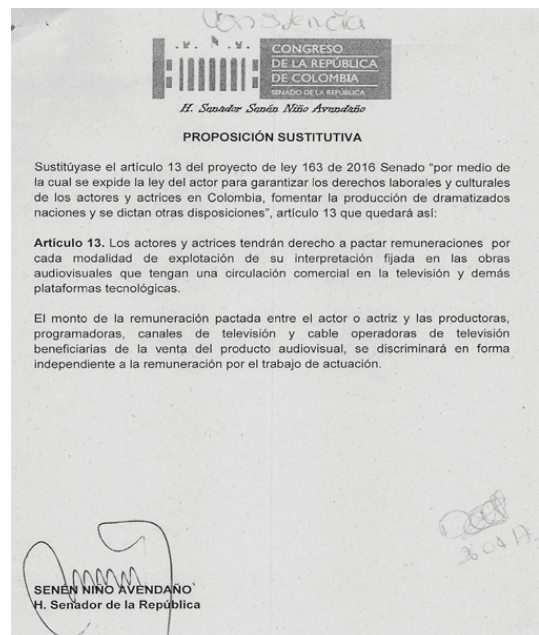 Constencia
CONGRESO
DE LA REPÚBLICA
DE COLOMBIA
SENADO DE LA REPÚBLICA
H. Senador Senén Niño Avendaño
PROPOSICIÓN SUSTITUTIVA
Sustitúyase el artículo 13 del proyecto de ley 163 de 2016 Senado “por medio de
la cual se expide la ley del actor para garantizar los derechos laborales y culturales
de los actores y actrices en Colombia, fomentar la producción de dramatizados
naciones y se dictan otras disposiciones”, artículo 13 que quedará así:
Artículo 13. Los actores y actrices tendrán derecho a pactar remuneraciones por
cada modalidad de explotación de su interpretación fijada en las obras
audiovisuales que tengan una circulación comercial en la televisión y demás
plataformas tecnológicas.
El monto de la remuneración pactada entre el actor o actriz y las productoras,
programadoras, canales de televisión y cable operadoras de televisión
beneficiarias de la venta del producto audiovisual, se discriminará en forma
independiente a la remuneración por el trabajo de actuación.
SENÉN NIÑO AVENDAÑO
H. Senador de la República